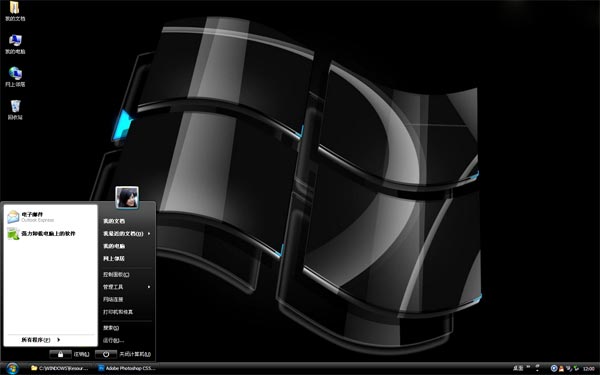 我的文档
我的电脑
网上邻居
回收站
电子邮件
Outlook Express
强力卸载电脑上的软件
所有程序(P)
我的文档
我最近的文档(D)
我的电脑
网上邻居
控制面板(C)
管理工具
网络连接
打印机和传真
搜索(S)
运行(R)...
注销(L)
关闭计算机(U)
C:\WINDOWS\Resour...
Adobe Photoshop CS5...
桌面
12:00